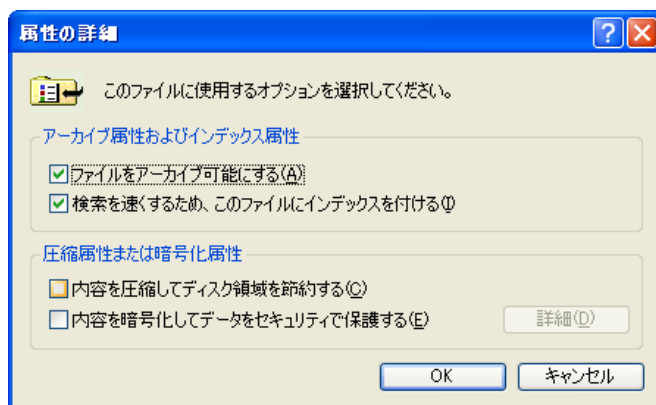 属性の詳細
このファイルに使用するオプションを選択してください。
アーカイブ属性およびインデックス属性
ファイルをアーカイブ可能にする(A)
検索を速くするため、このファイルにインデックスを付ける(I)
圧縮属性または暗号化属性
内容を圧縮してディスク領域を節約する(C)
内容を暗号化してデータをセキュリティで保護する(E)
詳細(D)
OK
キャンセル